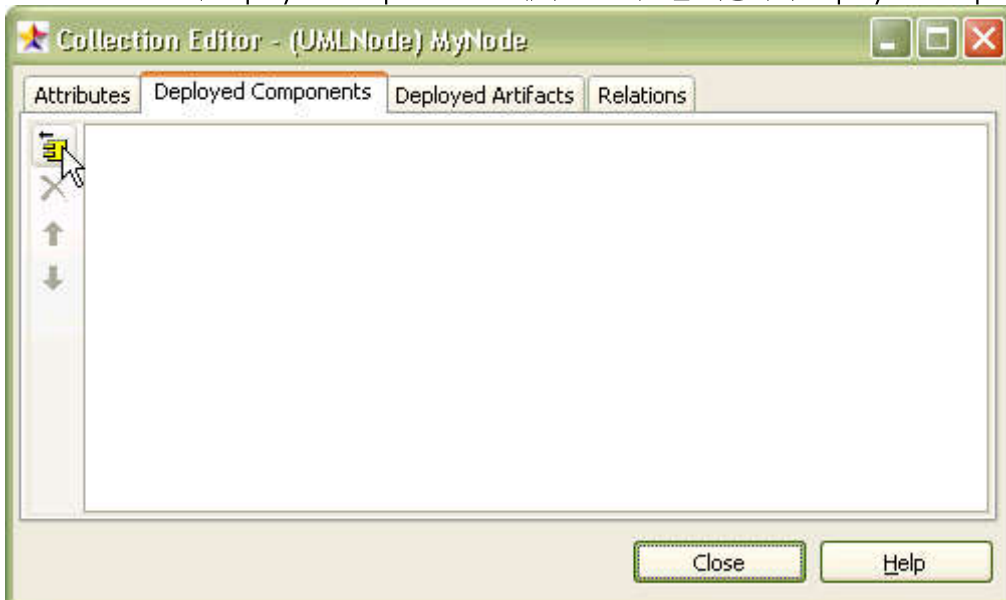 Collection Editor - (UMLNode) MyNode
Attributes Deployed Components Deployed Artifacts Relations
Close Help